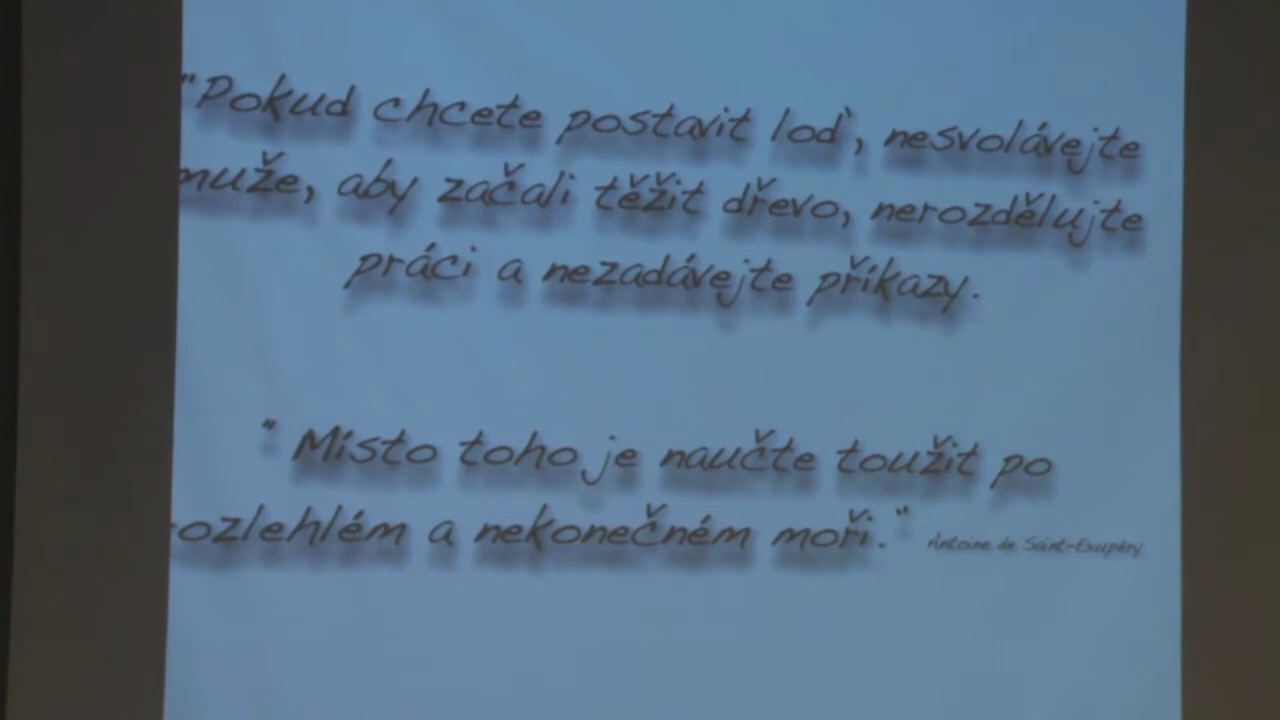 "Pokud chcete postavit loď, nesvolávejte
muže, aby začali těžit dřevo, nerozdělujte
práci a nezadávejte příkazy.
" Místo toho je naučte toužit po
rozlehlém a nekonečném moři." Antoine de Saint-Exupéry